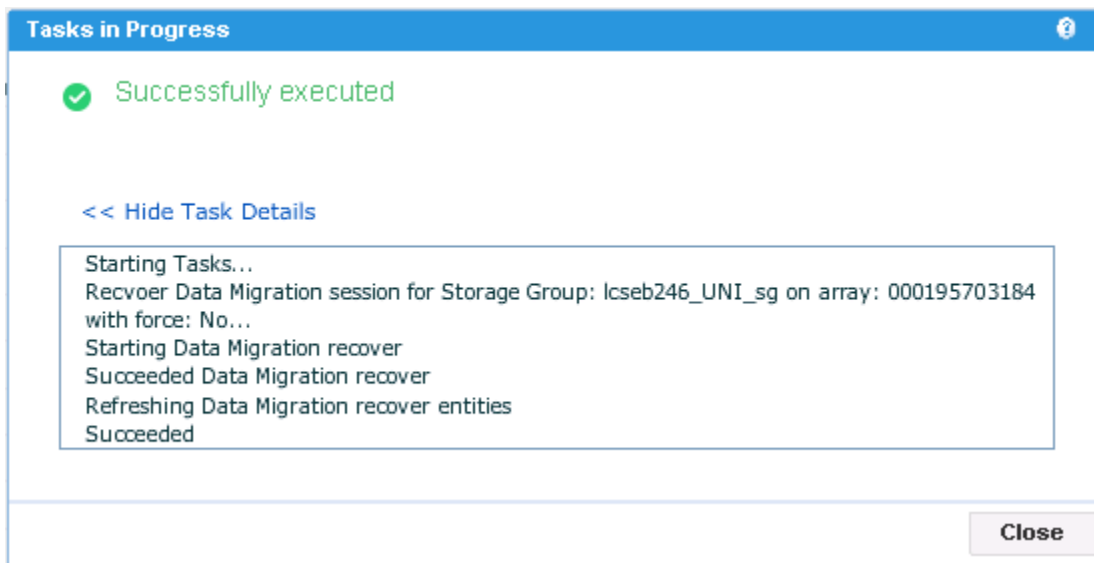 Tasks in Progress
Successfully executed
<< Hide Task Details
Starting Tasks...
Recvoer Data Migration session for Storage Group: lcseb246_UNI_sg on array: 000195703184
with force: No...
Starting Data Migration recover
Succeeded Data Migration recover
Refreshing Data Migration recover entities
Succeeded
Close